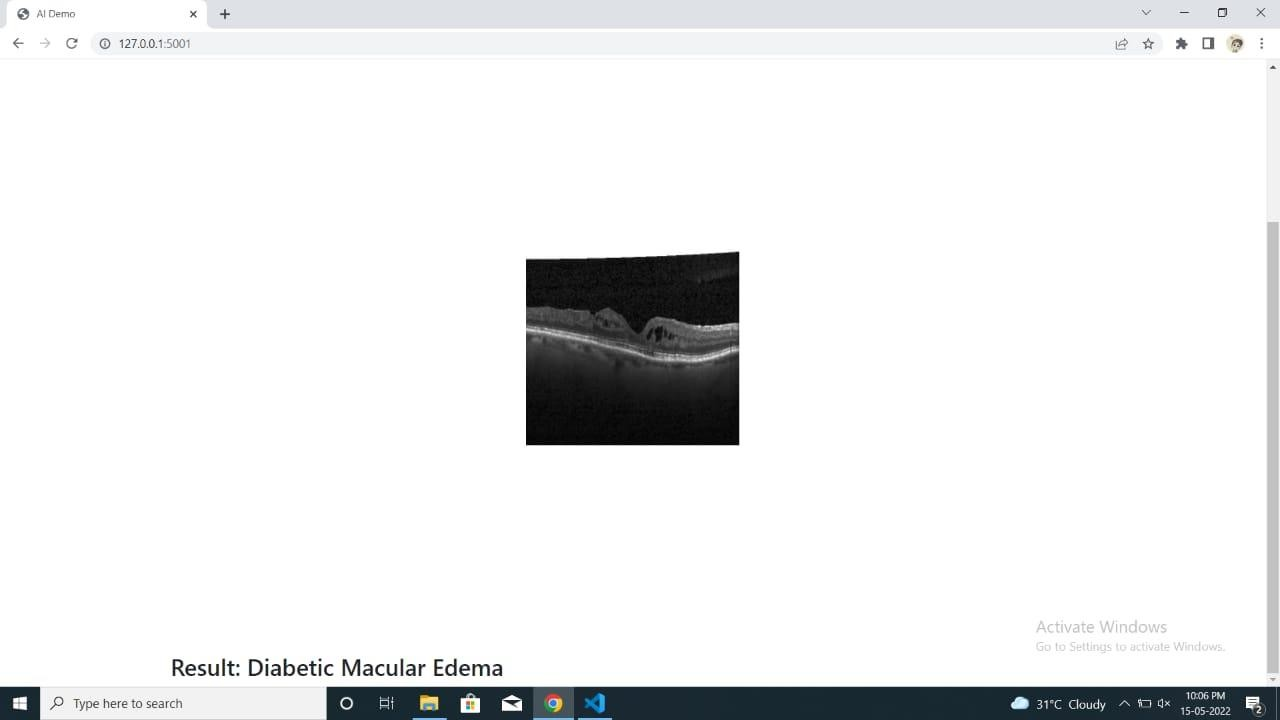 AI Demo
127.0.0.1:5001
Result: Diabetic Macular Edema
Activate Windows
Go to Settings to activate Windows.
Type here to search
31°C Cloudy
10:06 PM
15-05-2022
2